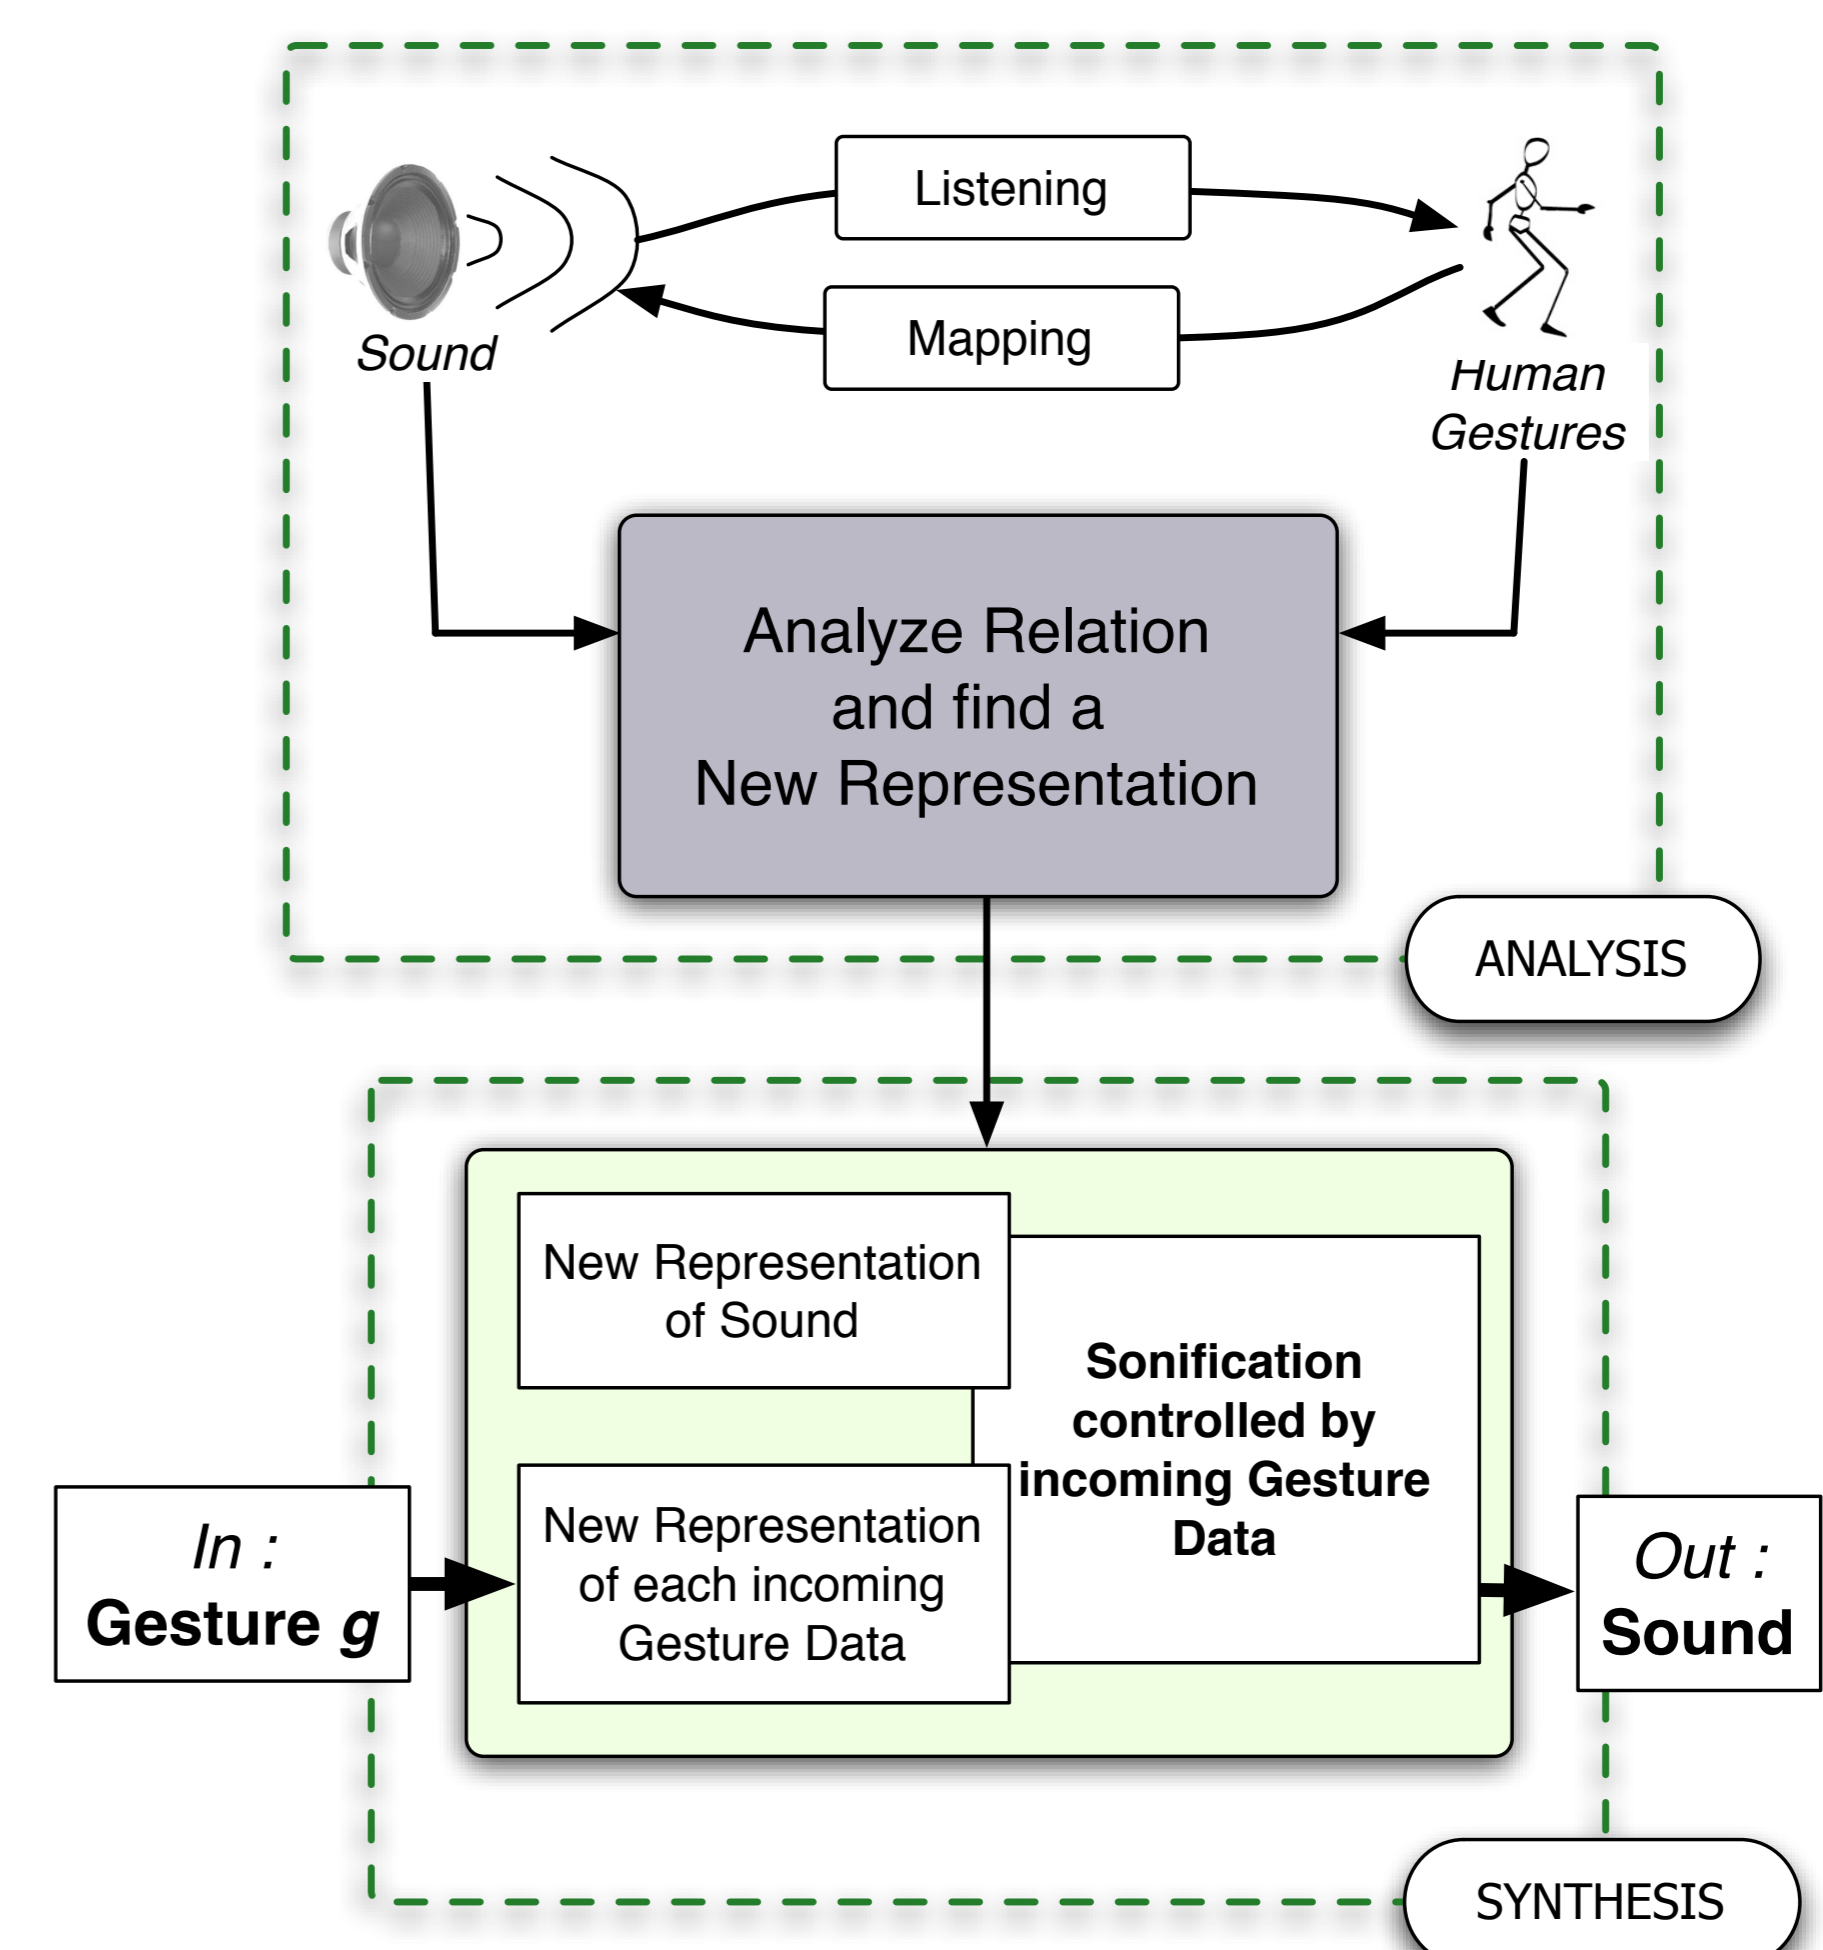 Listening
Mapping
Sound
Human
Gestures
Analyze Relation
and find a
New Representation
ANALYSIS
New Representation
of Sound
Sonification
controlled by
incoming Gesture
Data
New Representation
of each incoming
Gesture Data
In :
Gesture g
Out :
Sound
SYNTHESIS